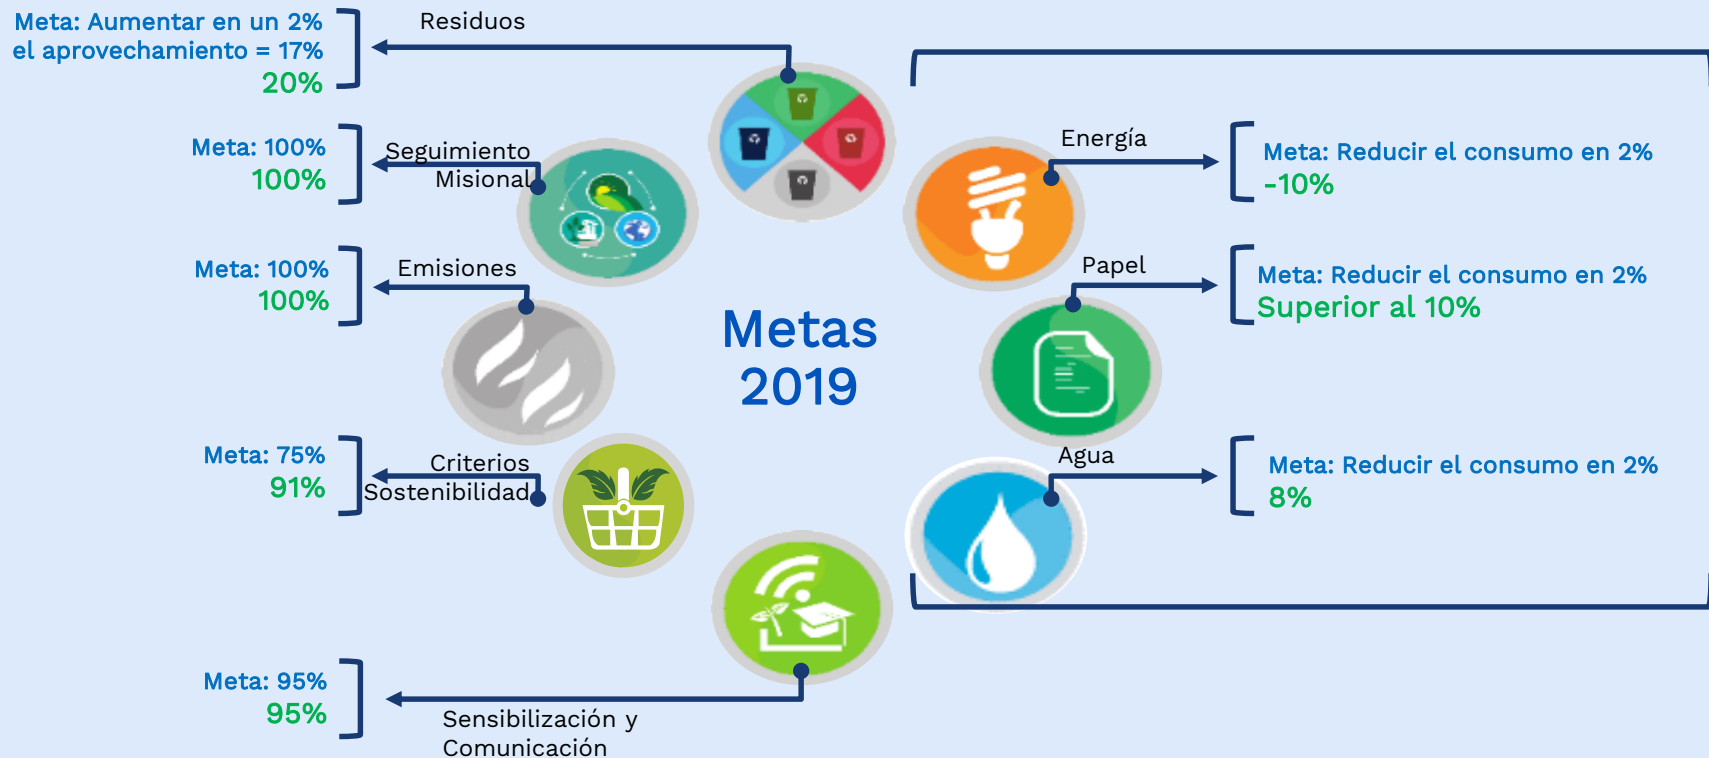 Meta: Aumentar en un 2%
el aprovechamiento = 17%
20%
Residuos
Meta: 100%
100%
Seguimiento
Misional
Meta: 100%
100%
Emisiones
Meta: 75%
91%
Criterios
Sostenibilidad
Meta: 95%
95%
Sensibilización y
Comunicación
Metas
2019
Energía
Meta: Reducir el consumo en 2%
-10%
Papel
Meta: Reducir el consumo en 2%
Superior al 10%
Agua
Meta: Reducir el consumo en 2%
8%